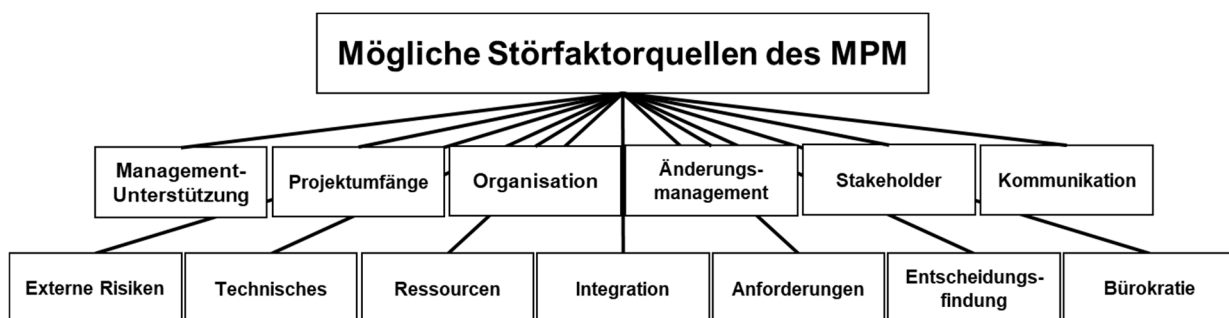 Mögliche Störfaktorquellen des MPM
Management-
Unterstützung
Projektumfänge
Organisation
Änderungs-
management
Stakeholder
Kommunikation
Externe Risiken
Technisches
Ressourcen
Integration
Anforderungen
Entscheidungs-
findung
Bürokratie